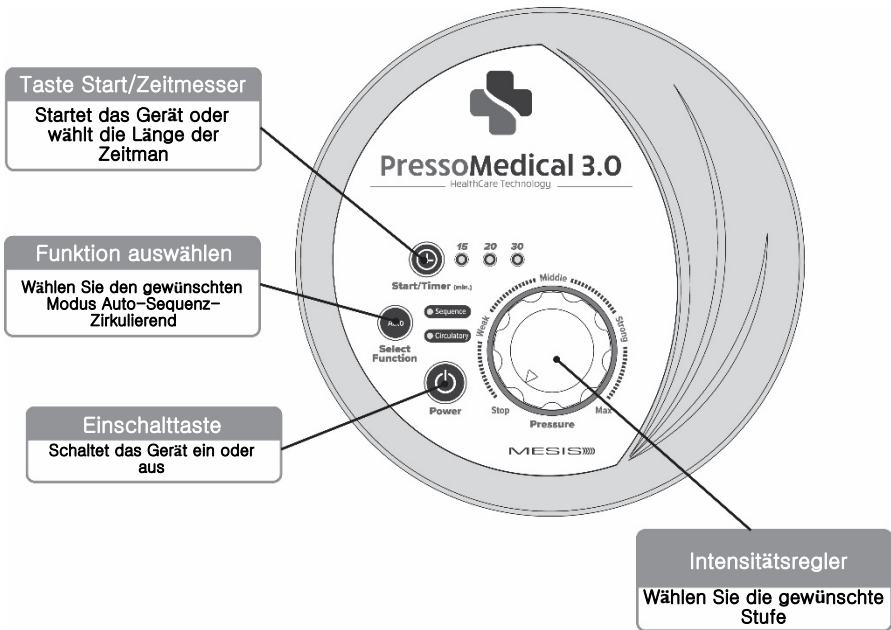 Taste Start/Zeitmesser
Startet das Gerät oder
wählt die Länge der
Zeitman
Funktion auswählen
Wählen Sie den gewünschten
Modus Auto-Sequenz-
Zirkulierend
Einschalttaste
Schaltet das Gerät ein oder
aus
PressoMedical 3.0
HealthCare Technology
15 20 30
Start/Timer (min.)
AUTO
Sequence
Circulatory
Select
Function
Power
Stop
Weak
Middle
Strong
Max
Pressure
MESIS
Intensitätsregler
Wählen Sie die gewünschte
Stufe